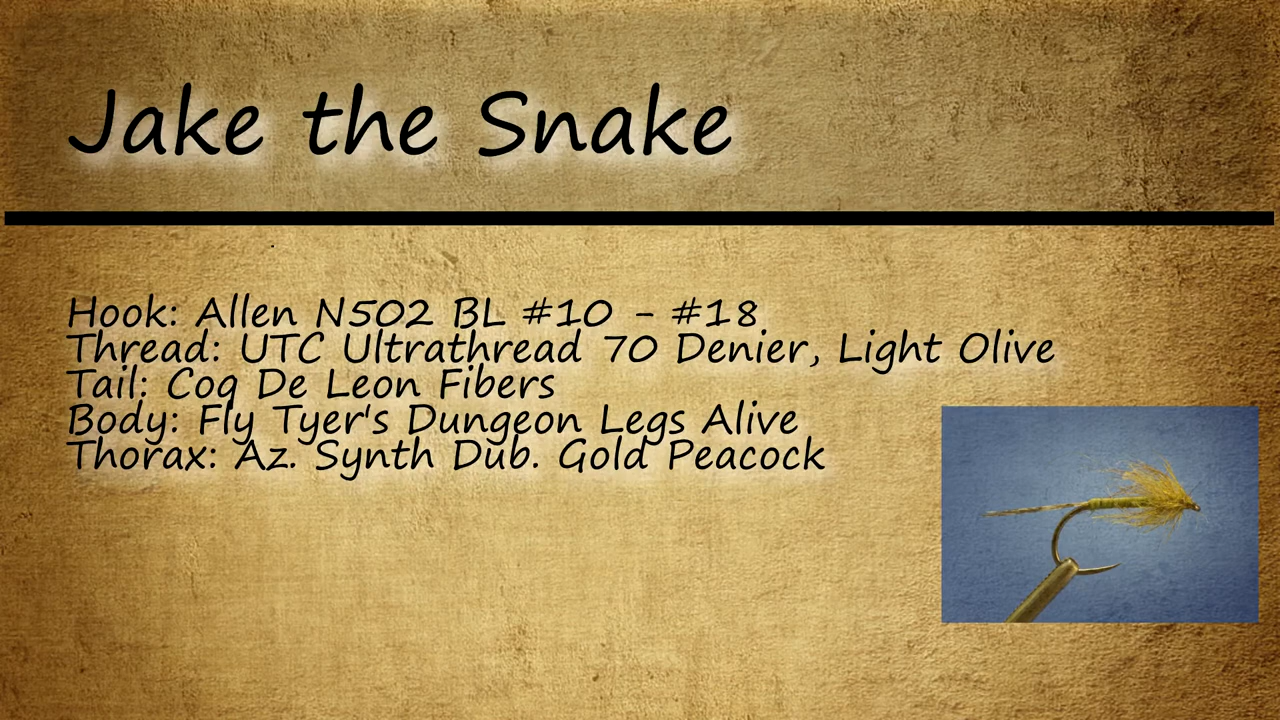 Jake the Snake
Hook: Allen N502 BL #10 - #18
Thread: UTC Ultrathread 70 Denier, Light Olive
Tail: Coq De Leon Fibers
Body: Fly Tyer's Dungeon Legs Alive
Thorax: Az. Synth Dub. Gold Peacock